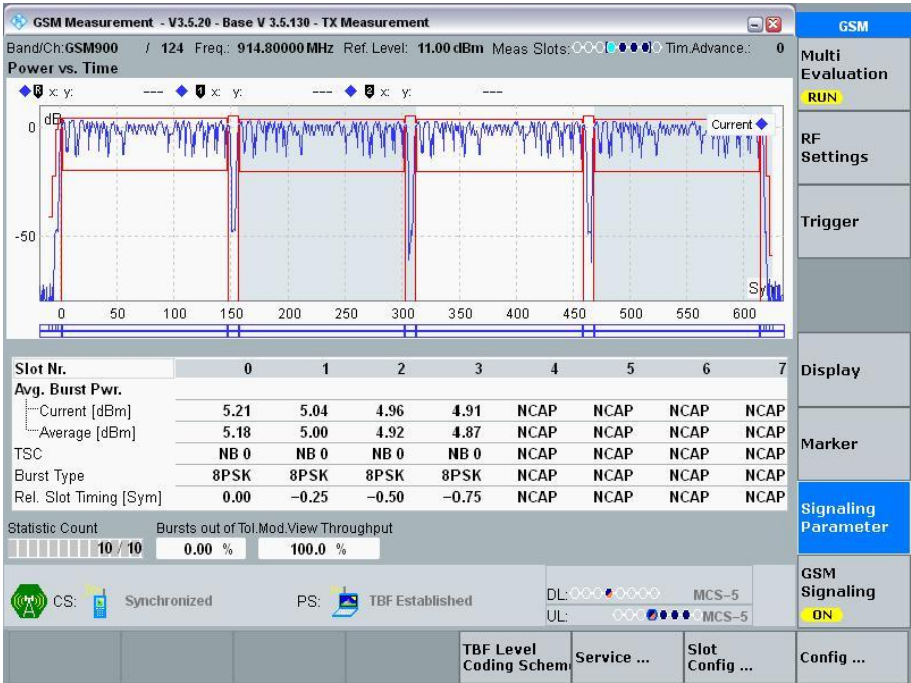 GSM Measurement - V3.5.20 - Base V 3.5.130 - TX Measurement
GSM
Band/Ch:GSM900 / 124 Freq.: 914.80000 MHz Ref. Level: 11.00 dBm Meas Slots: Tim.Advance.: 0
Power vs. Time
Multi Evaluation
RUN
R x: y: --- 1 x: y: --- 2 x: y: ---
dB
Current
0
-50
Sym
0 50 100 150 200 250 300 350 400 450 500 550 600
RF Settings
Trigger
Slot Nr. 0 1 2 3 4 5 6 7
Avg. Burst Pwr.
Current [dBm] 5.21 5.04 4.96 4.91 NCAP NCAP NCAP NCAP
Average [dBm] 5.18 5.00 4.92 4.87 NCAP NCAP NCAP NCAP
TSC NB 0 NB 0 NB 0 NB 0 NCAP NCAP NCAP NCAP
Burst Type 8PSK 8PSK 8PSK 8PSK NCAP NCAP NCAP NCAP
Rel. Slot Timing [Sym] 0.00 −0.25 −0.50 −0.75 NCAP NCAP NCAP NCAP
Display
Marker
Statistic Count Bursts out of Tol. Mod.View Throughput
10 / 10 0.00 % 100.0 %
Signaling Parameter
CS: Synchronized PS: TBF Established
DL: MCS-5
UL: MCS-5
GSM Signaling
ON
TBF Level
Coding Schem
Service ...
Slot
Config ...
Config ...